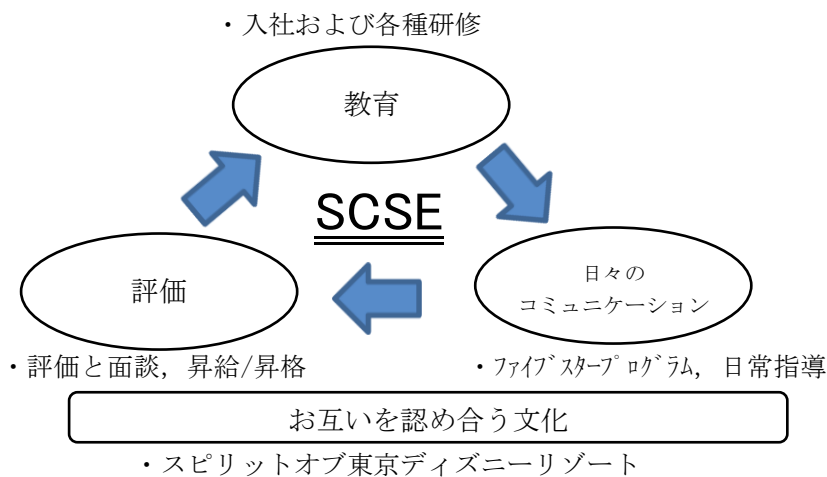 ・入社および各種研修
教育
SCSE
評価
日々の
コミュニケーション
・評価と面談，昇給/昇格
・ﾌｧｲﾌﾞｽﾀｰﾌﾟﾛｸﾞﾗﾑ，日常指導
お互いを認め合う文化
・スピリットオブ東京ディズニーリゾート